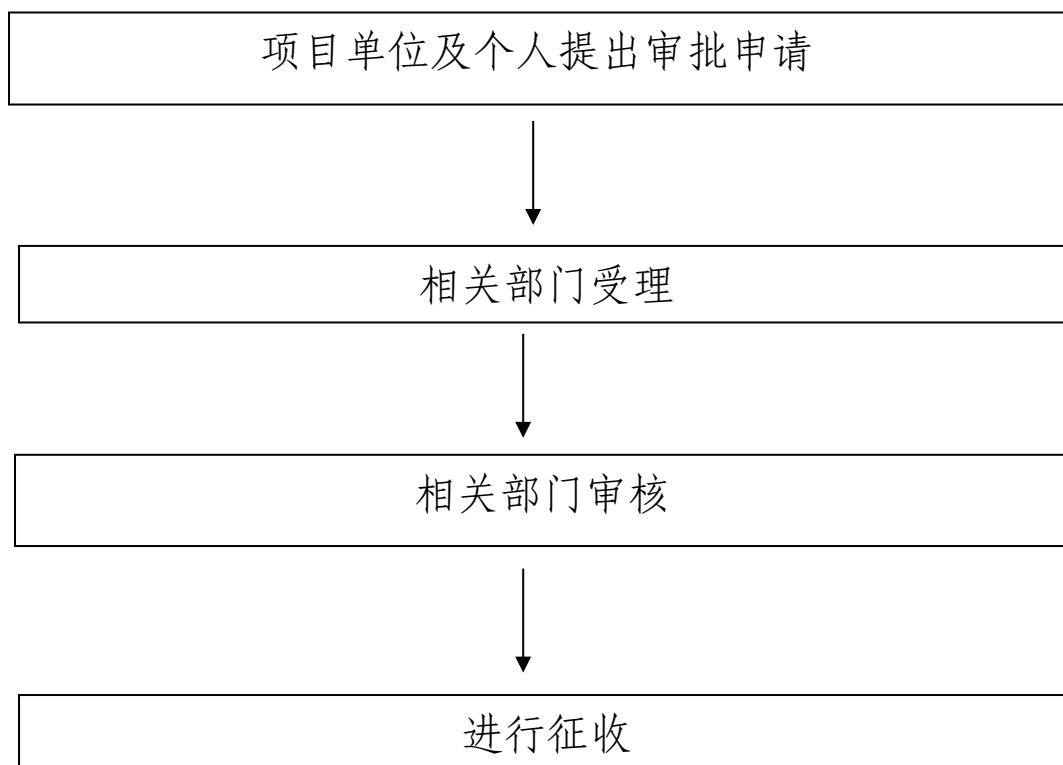 项目单位及个人提出审批申请
相关部门受理
相关部门审核
进行征收